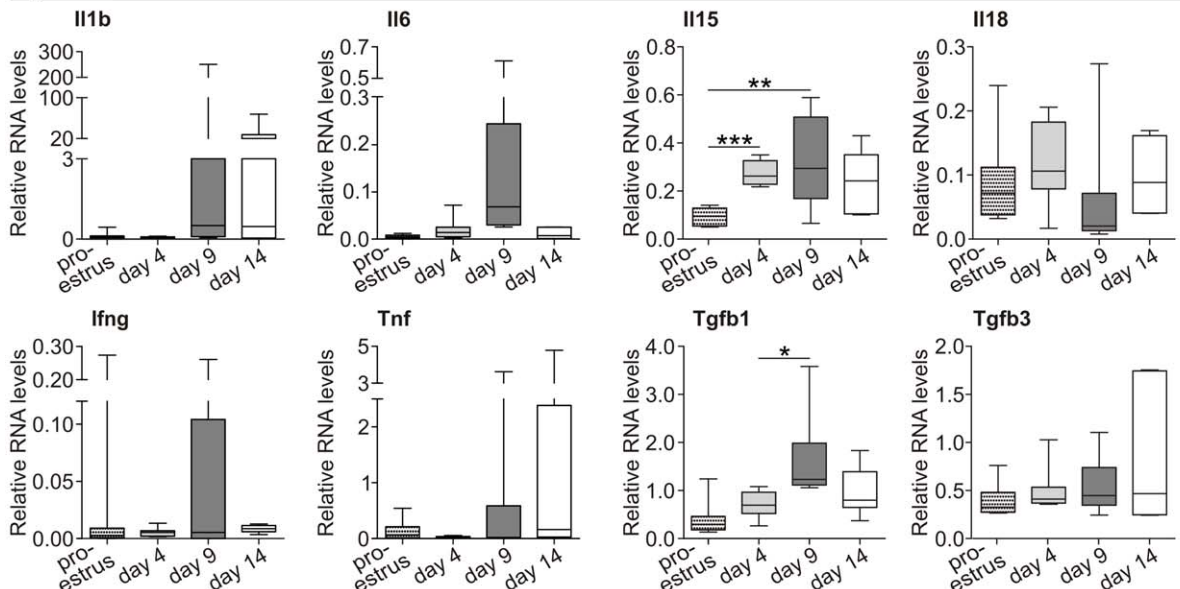 Il1b
Relative RNA levels
300
200
100
20
3
0
pro-
estrus
day 4
day 9
day 14
Il6
Relative RNA levels
0.7
0.5
0.3
0.2
0.1
0.0
pro-
estrus
day 4
day 9
day 14
Il15
Relative RNA levels
0.8
0.6
0.4
0.2
0.0
**
***
pro-
estrus
day 4
day 9
day 14
Il18
Relative RNA levels
0.3
0.2
0.1
0.0
pro-
estrus
day 4
day 9
day 14
Ifng
Relative RNA levels
0.30
0.20
0.10
0.05
0.00
pro-
estrus
day 4
day 9
day 14
Tnf
Relative RNA levels
5
3
2
1
0
pro-
estrus
day 4
day 9
day 14
Tgfb1
Relative RNA levels
4.0
3.0
2.0
1.0
0.0
*
pro-
estrus
day 4
day 9
day 14
Tgfb3
Relative RNA levels
2.0
1.5
1.0
0.5
0.0
pro-
estrus
day 4
day 9
day 14